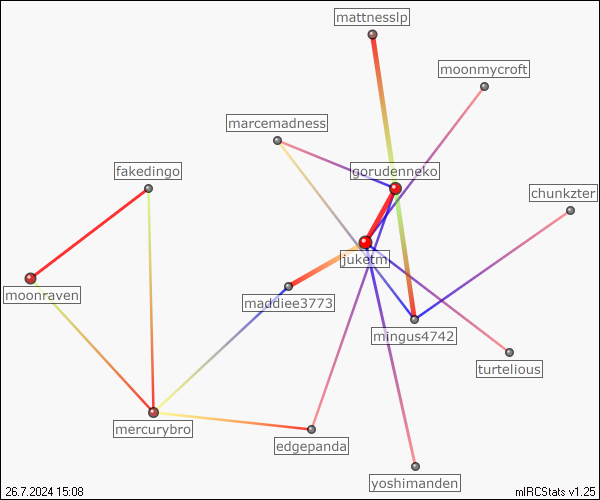 mattnesslp
moonmycroft
marcemadness
fakedingo
gorudenneko
chunkzter
juketm
moonraven
maddiee3773
mingus4742
turtelious
mercurybro
edgepanda
yoshimanden
26.7.2024 15:08
mIRCStats v1.25